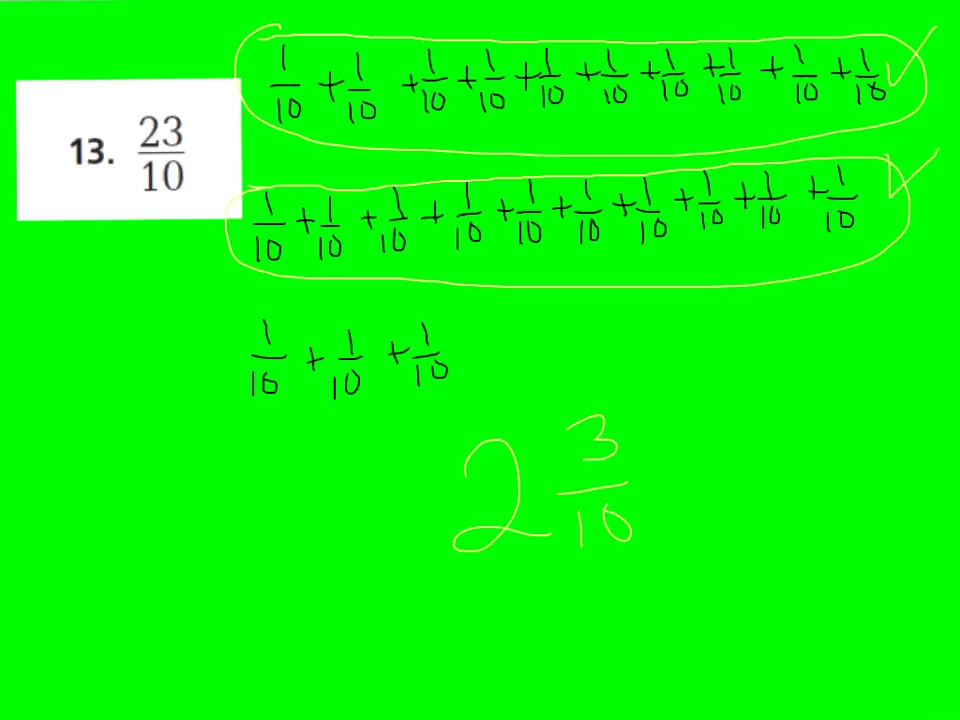 13. 23/10
1/10 + 1/10 + 1/10 + 1/10 + 1/10 + 1/10 + 1/10 + 1/10 + 1/10 + 1/10
1/10 + 1/10 + 1/10 + 1/10 + 1/10 + 1/10 + 1/10 + 1/10 + 1/10 + 1/10
1/10 + 1/10 + 1/10
2 3/10